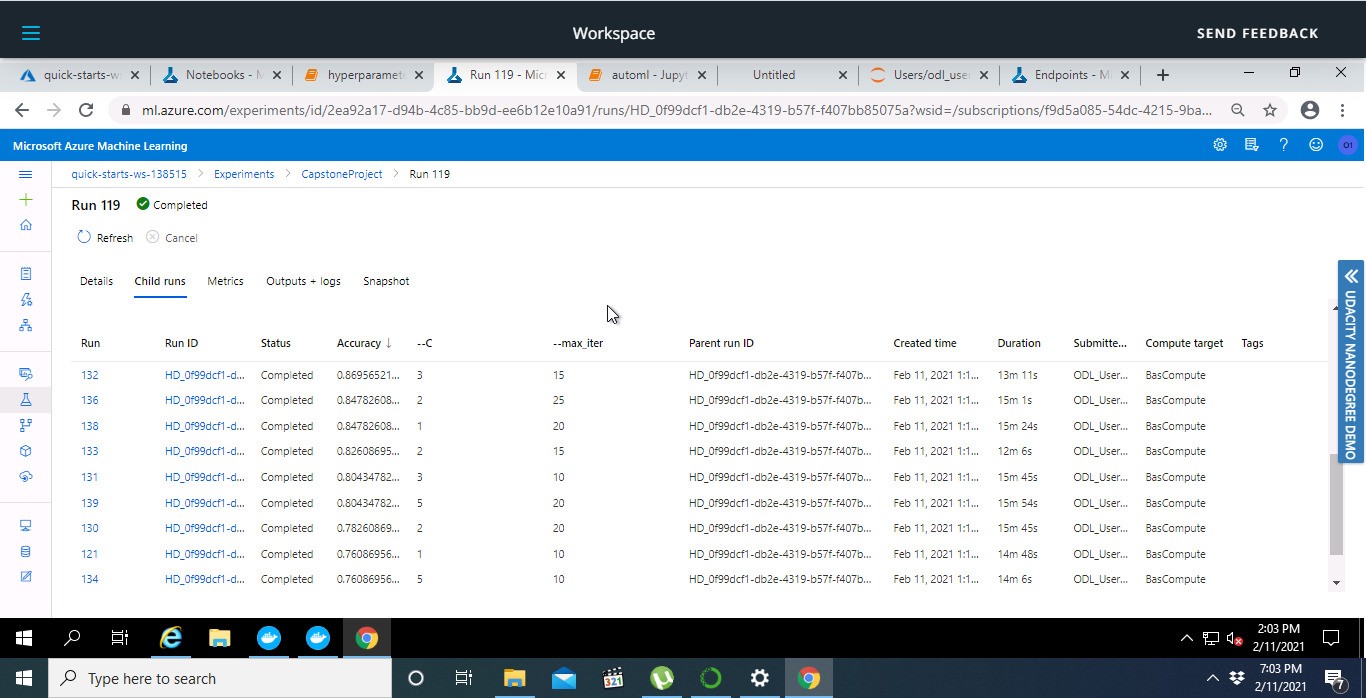 Workspace SEND FEEDBACK
quick-starts-w Notebooks - M hyperparamet Run 119 - Micr automl - Jupyt Untitled Users/odl_use Endpoints - M
ml.azure.com/experiments/id/2ea92a17-d94b-4c85-bb9d-ee6b12e10a91/runs/HD_0f99dcf1-db2e-4319-b57f-f407bb85075a?wsid=/subscriptions/f9d5a085-54dc-4215-9ba...
Microsoft Azure Machine Learning O1
quick-starts-ws-138515 > Experiments > CapstoneProject > Run 119
Run 119 Completed
Refresh Cancel
Details Child runs Metrics Outputs + logs Snapshot
Run Run ID Status Accuracy ↓ --C --max_iter Parent run ID Created time Duration Submitte... Compute target Tags
132 HD_0f99dcf1-d... Completed 0.86956521... 3 15 HD_0f99dcf1-db2e-4319-b57f-f407b... Feb 11, 2021 1:1... 13m 11s ODL_User... BasCompute
136 HD_0f99dcf1-d... Completed 0.84782608... 2 25 HD_0f99dcf1-db2e-4319-b57f-f407b... Feb 11, 2021 1:1... 15m 1s ODL_User... BasCompute
138 HD_0f99dcf1-d... Completed 0.84782608... 1 20 HD_0f99dcf1-db2e-4319-b57f-f407b... Feb 11, 2021 1:1... 15m 24s ODL_User... BasCompute
133 HD_0f99dcf1-d... Completed 0.82608695... 2 15 HD_0f99dcf1-db2e-4319-b57f-f407b... Feb 11, 2021 1:1... 12m 6s ODL_User... BasCompute
131 HD_0f99dcf1-d... Completed 0.80434782... 3 10 HD_0f99dcf1-db2e-4319-b57f-f407b... Feb 11, 2021 1:1... 15m 45s ODL_User... BasCompute
139 HD_0f99dcf1-d... Completed 0.80434782... 5 20 HD_0f99dcf1-db2e-4319-b57f-f407b... Feb 11, 2021 1:1... 15m 54s ODL_User... BasCompute
130 HD_0f99dcf1-d... Completed 0.78260869... 2 20 HD_0f99dcf1-db2e-4319-b57f-f407b... Feb 11, 2021 1:1... 15m 45s ODL_User... BasCompute
121 HD_0f99dcf1-d... Completed 0.76086956... 1 10 HD_0f99dcf1-db2e-4319-b57f-f407b... Feb 11, 2021 1:1... 14m 48s ODL_User... BasCompute
134 HD_0f99dcf1-d... Completed 0.76086956... 5 10 HD_0f99dcf1-db2e-4319-b57f-f407b... Feb 11, 2021 1:1... 14m 6s ODL_User... BasCompute
UDACITY NANODEGREE DEMO
2:03 PM
2/11/2021
Type here to search
321
7:03 PM
2/11/2021
7